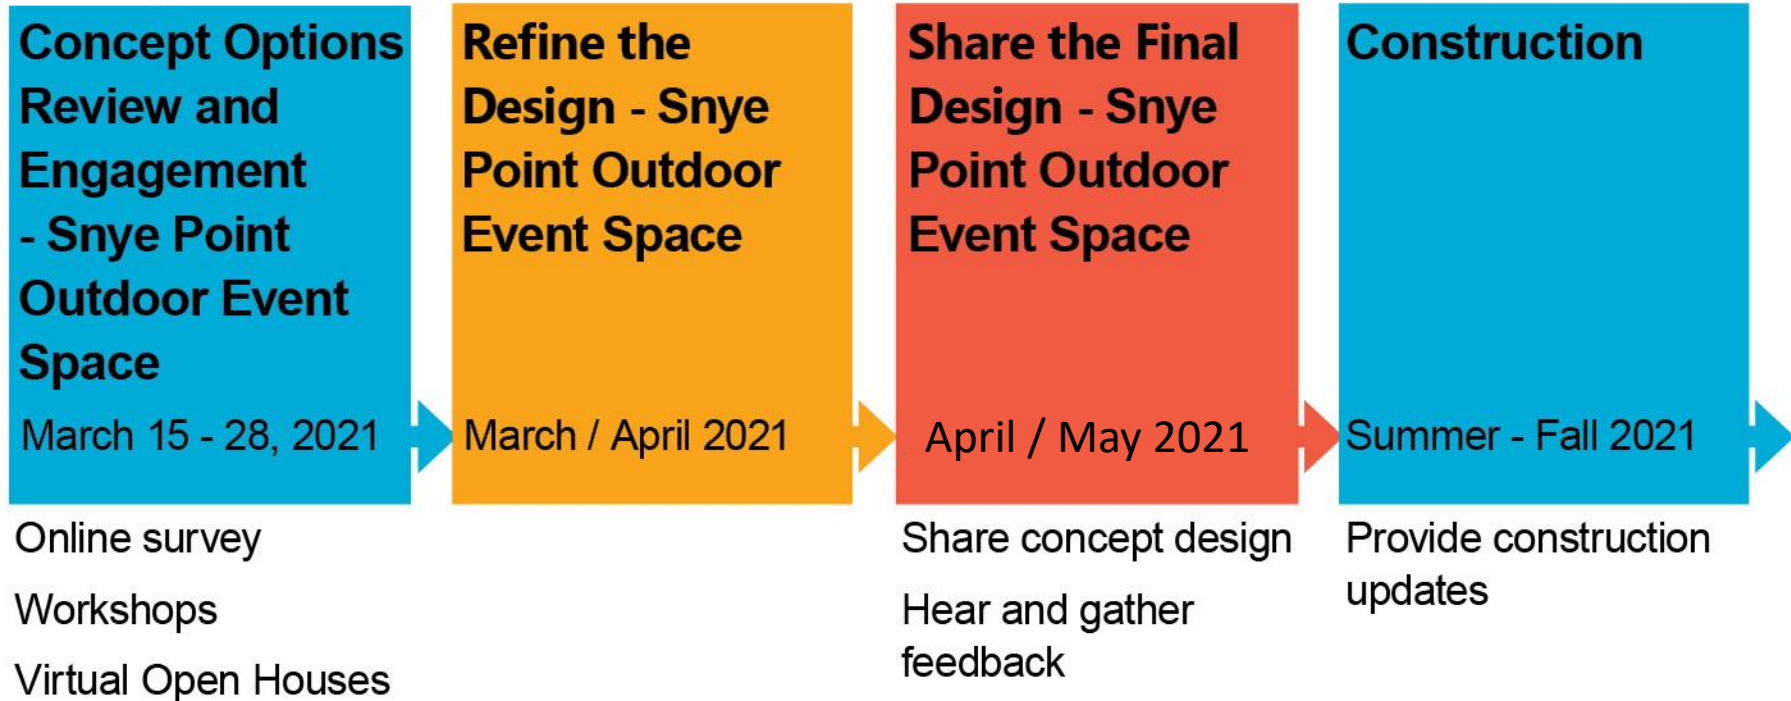 Concept Options
Review and
Engagement
- Snye Point
Outdoor Event
Space
March 15 - 28, 2021
Online survey
Workshops
Virtual Open Houses
Refine the
Design - Snye
Point Outdoor
Event Space
March / April 2021
Share the Final
Design - Snye
Point Outdoor
Event Space
April / May 2021
Share concept design
Hear and gather
feedback
Construction
Summer - Fall 2021
Provide construction
updates